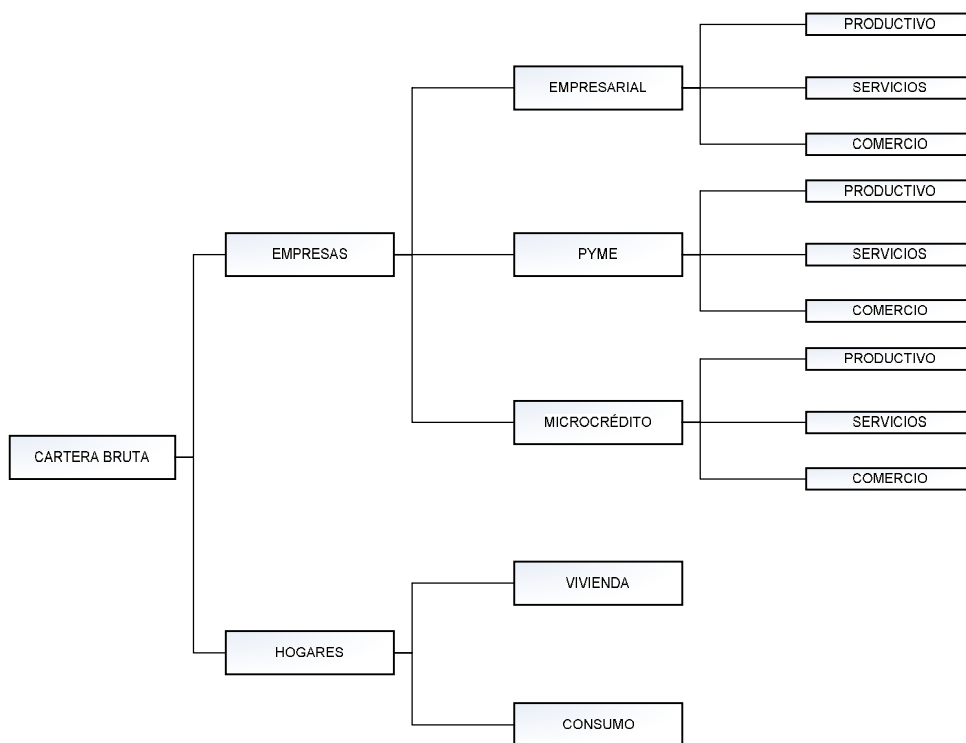 PRODUCTIVO
EMPRESARIAL
SERVICIOS
COMERCIO
PRODUCTIVO
EMPRESAS
PYME
SERVICIOS
COMERCIO
PRODUCTIVO
MICROCRÉDITO
SERVICIOS
CARTERA BRUTA
COMERCIO
VIVIENDA
HOGARES
CONSUMO